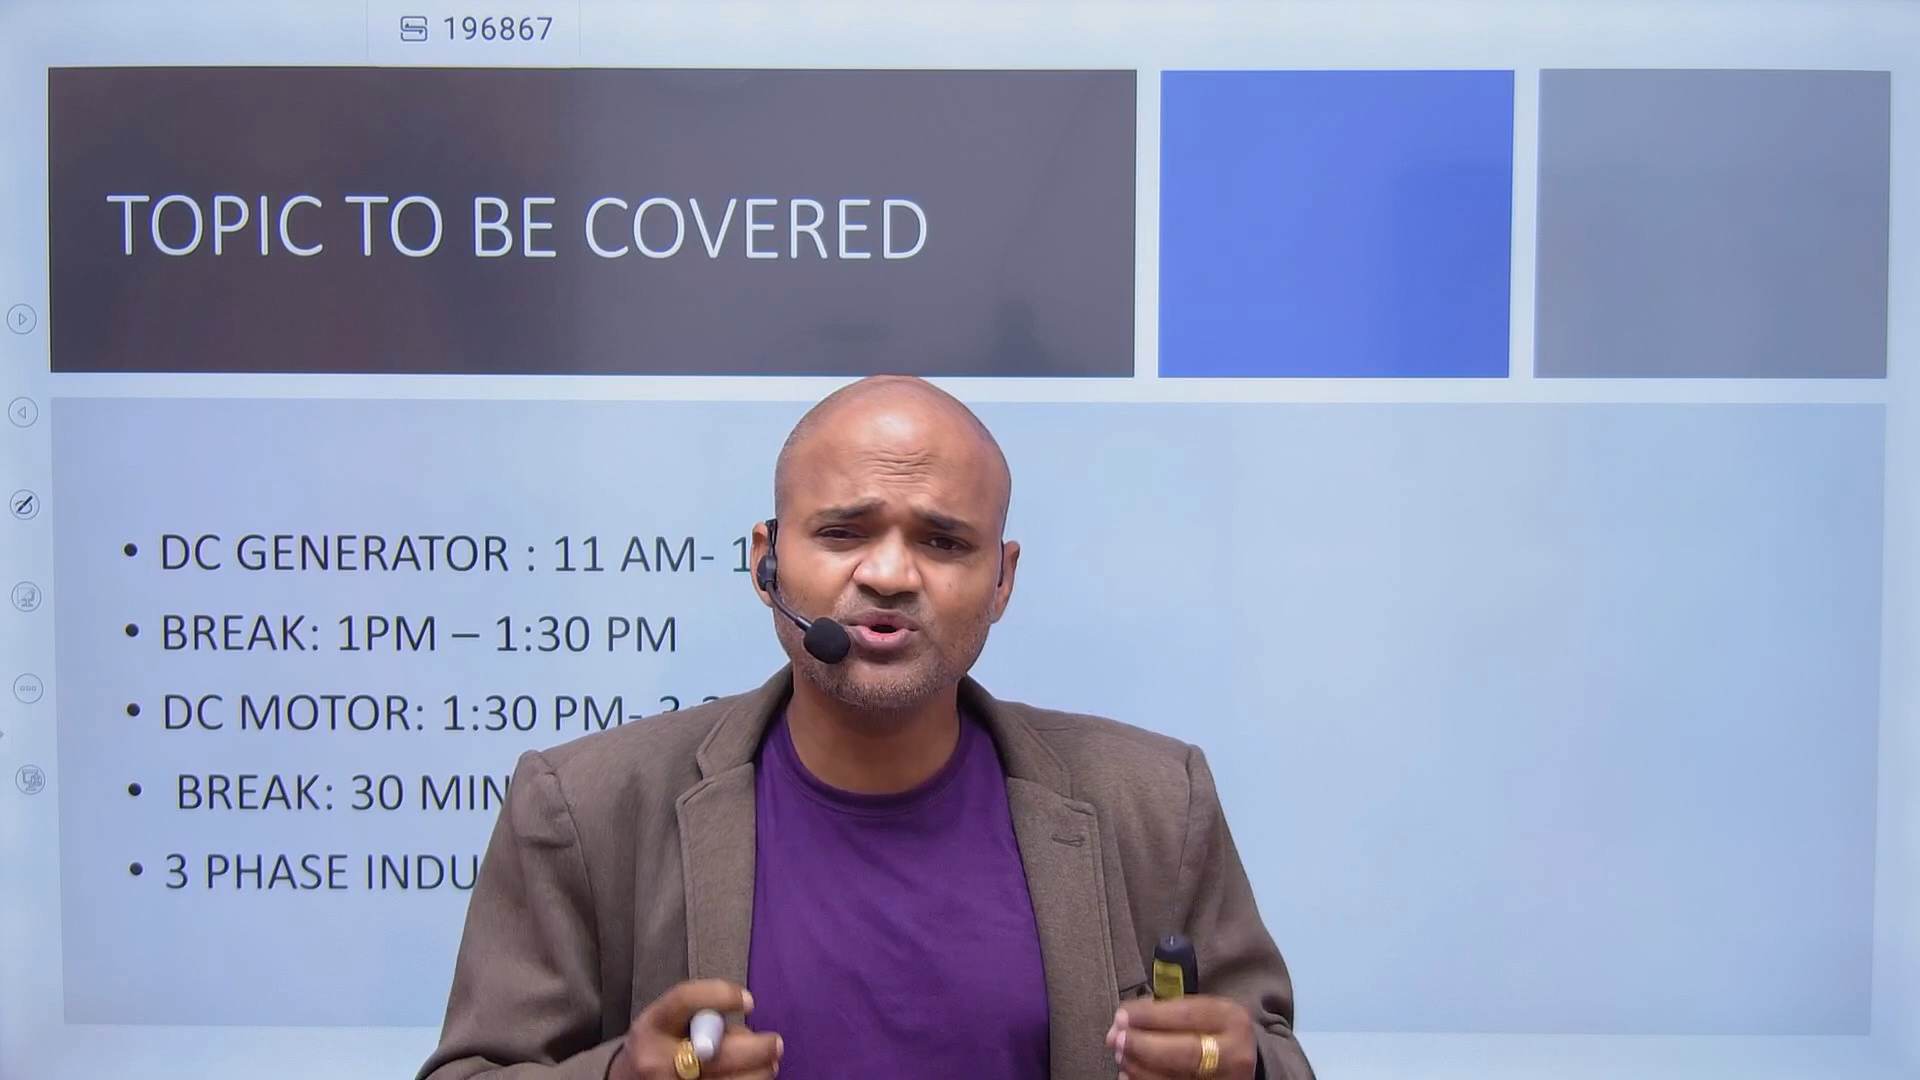 196867
TOPIC TO BE COVERED
• DC GENERATOR : 11 AM- 1
• BREAK: 1PM – 1:30 PM
• DC MOTOR: 1:30 PM-
• BREAK: 30 MIN
• 3 PHASE INDU